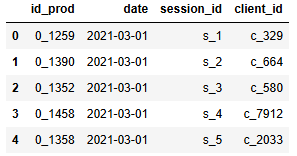 id_prod date session_id client_id
0 0_1259 2021-03-01 s_1 c_329
1 0_1390 2021-03-01 s_2 c_664
2 0_1352 2021-03-01 s_3 c_580
3 0_1458 2021-03-01 s_4 c_7912
4 0_1358 2021-03-01 s_5 c_2033